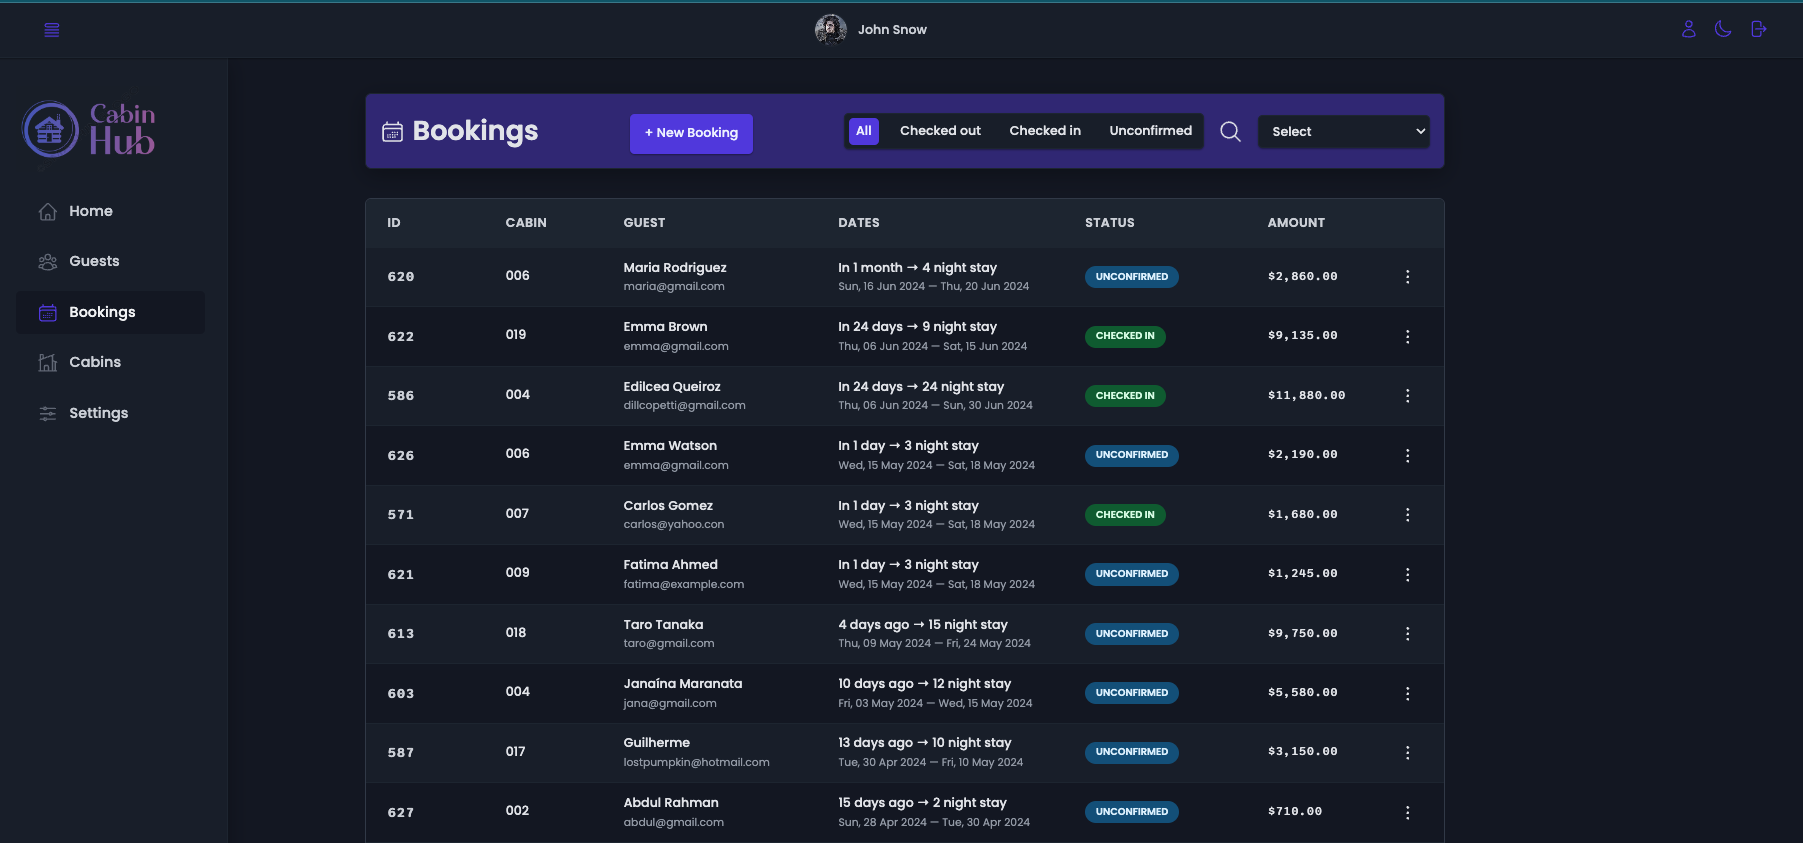 John Snow
Cabin
Hub
Home
Guests
Bookings
Cabins
Settings
Bookings
+ New Booking
All Checked out Checked in Unconfirmed
Select
ID CABIN GUEST DATES STATUS AMOUNT
620 006 Maria Rodriguez In 1 month → 4 night stay UNCONFIRMED $2,860.00
maria@gmail.com Sun, 16 Jun 2024 — Thu, 20 Jun 2024
622 019 Emma Brown In 24 days → 9 night stay CHECKED IN $9,135.00
emma@gmail.com Thu, 06 Jun 2024 — Sat, 15 Jun 2024
586 004 Edilcea Queiroz In 24 days → 24 night stay CHECKED IN $11,880.00
dillcopetti@gmail.com Thu, 06 Jun 2024 — Sun, 30 Jun 2024
626 006 Emma Watson In 1 day → 3 night stay UNCONFIRMED $2,190.00
emma@gmail.com Wed, 15 May 2024 — Sat, 18 May 2024
571 007 Carlos Gomez In 1 day → 3 night stay CHECKED IN $1,680.00
carlos@yahoo.con Wed, 15 May 2024 — Sat, 18 May 2024
621 009 Fatima Ahmed In 1 day → 3 night stay UNCONFIRMED $1,245.00
fatima@example.com Wed, 15 May 2024 — Sat, 18 May 2024
613 018 Taro Tanaka 4 days ago → 15 night stay UNCONFIRMED $9,750.00
taro@gmail.com Thu, 09 May 2024 — Fri, 24 May 2024
603 004 Janaína Maranata 10 days ago → 12 night stay UNCONFIRMED $5,580.00
jana@gmail.com Fri, 03 May 2024 — Wed, 15 May 2024
587 017 Guilherme 13 days ago → 10 night stay UNCONFIRMED $3,150.00
lostpumpkin@hotmail.com Tue, 30 Apr 2024 — Fri, 10 May 2024
627 002 Abdul Rahman 15 days ago → 2 night stay UNCONFIRMED $710.00
abdul@gmail.com Sun, 28 Apr 2024 — Tue, 30 Apr 2024